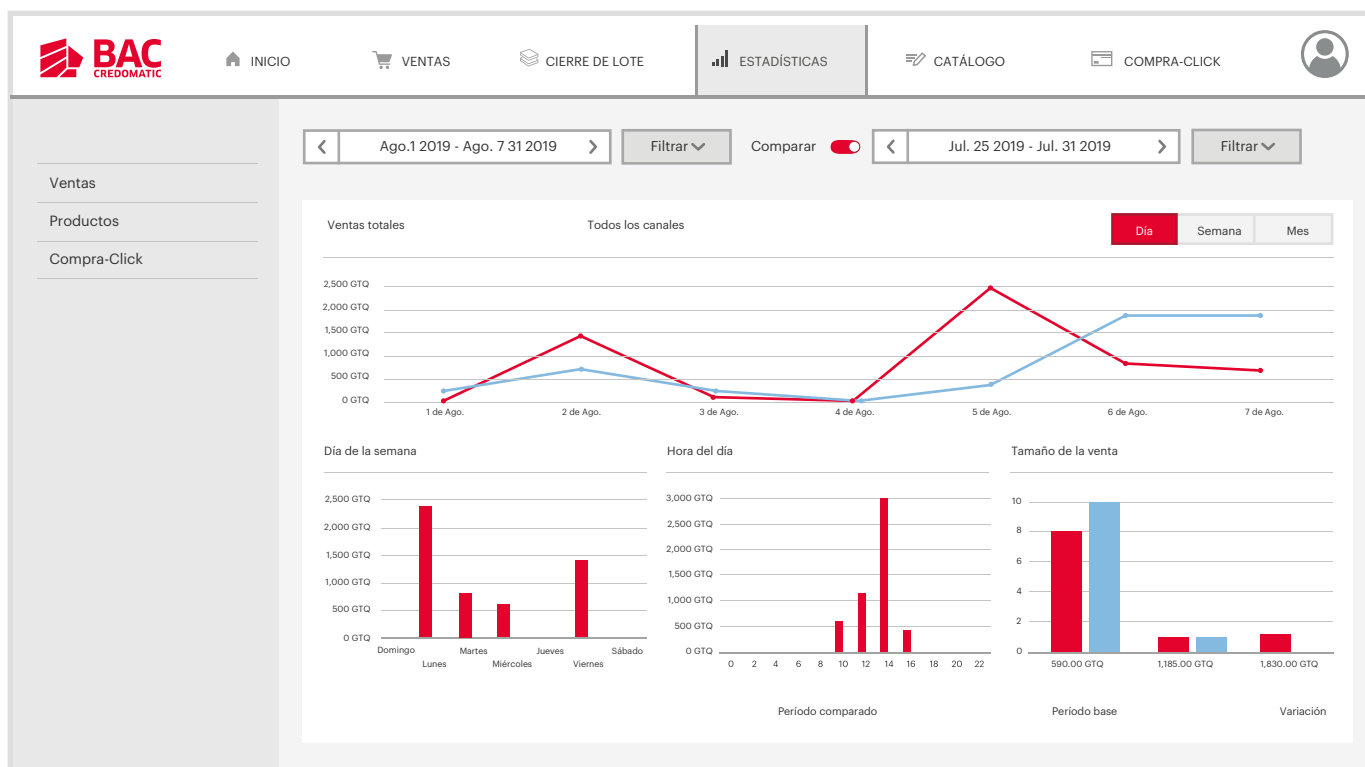 BAC
CREDOMATIC
INICIO
VENTAS
CIERRE DE LOTE
ESTADÍSTICAS
CATÁLOGO
COMPRA-CLICK
Ago.1 2019 - Ago. 7 31 2019
Filtrar
Comparar
Jul. 25 2019 - Jul. 31 2019
Filtrar
Ventas
Productos
Compra-Click
Ventas totales
Todos los canales
Día
Semana
Mes
2,500 GTQ
2,000 GTQ
1,500 GTQ
1,000 GTQ
500 GTQ
0 GTQ
1 de Ago.
2 de Ago.
3 de Ago.
4 de Ago.
5 de Ago.
6 de Ago.
7 de Ago.
Día de la semana
2,500 GTQ
2,000 GTQ
1,500 GTQ
1,000 GTQ
500 GTQ
0 GTQ
Domingo
Lunes
Martes
Miércoles
Jueves
Viernes
Sábado
Hora del día
3,000 GTQ
2,500 GTQ
2,000 GTQ
1,500 GTQ
1,000 GTQ
500 GTQ
0 GTQ
0 2 4 6 8 10 12 14 16 18 20 22
Tamaño de la venta
10
8
6
4
2
0
590.00 GTQ
1,185.00 GTQ
1,830.00 GTQ
Período comparado
Período base
Variación